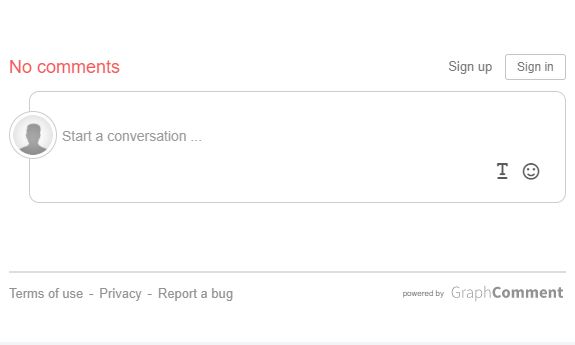 No comments Sign up Sign in
Start a conversation ...
T
Terms of use - Privacy - Report a bug powered by GraphComment